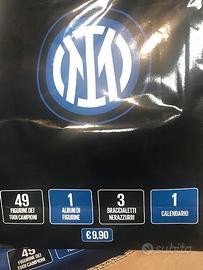 49
FIGURINE DEI
TUOI CAMPIONI
1
ALBUM DI
FIGURINE
3
BRACCIALETTI
NERAZZURRI
1
CALENDARIO
€ 9,90
49
FIGURINE DEI
TUOI CAMPIONI
1
subito